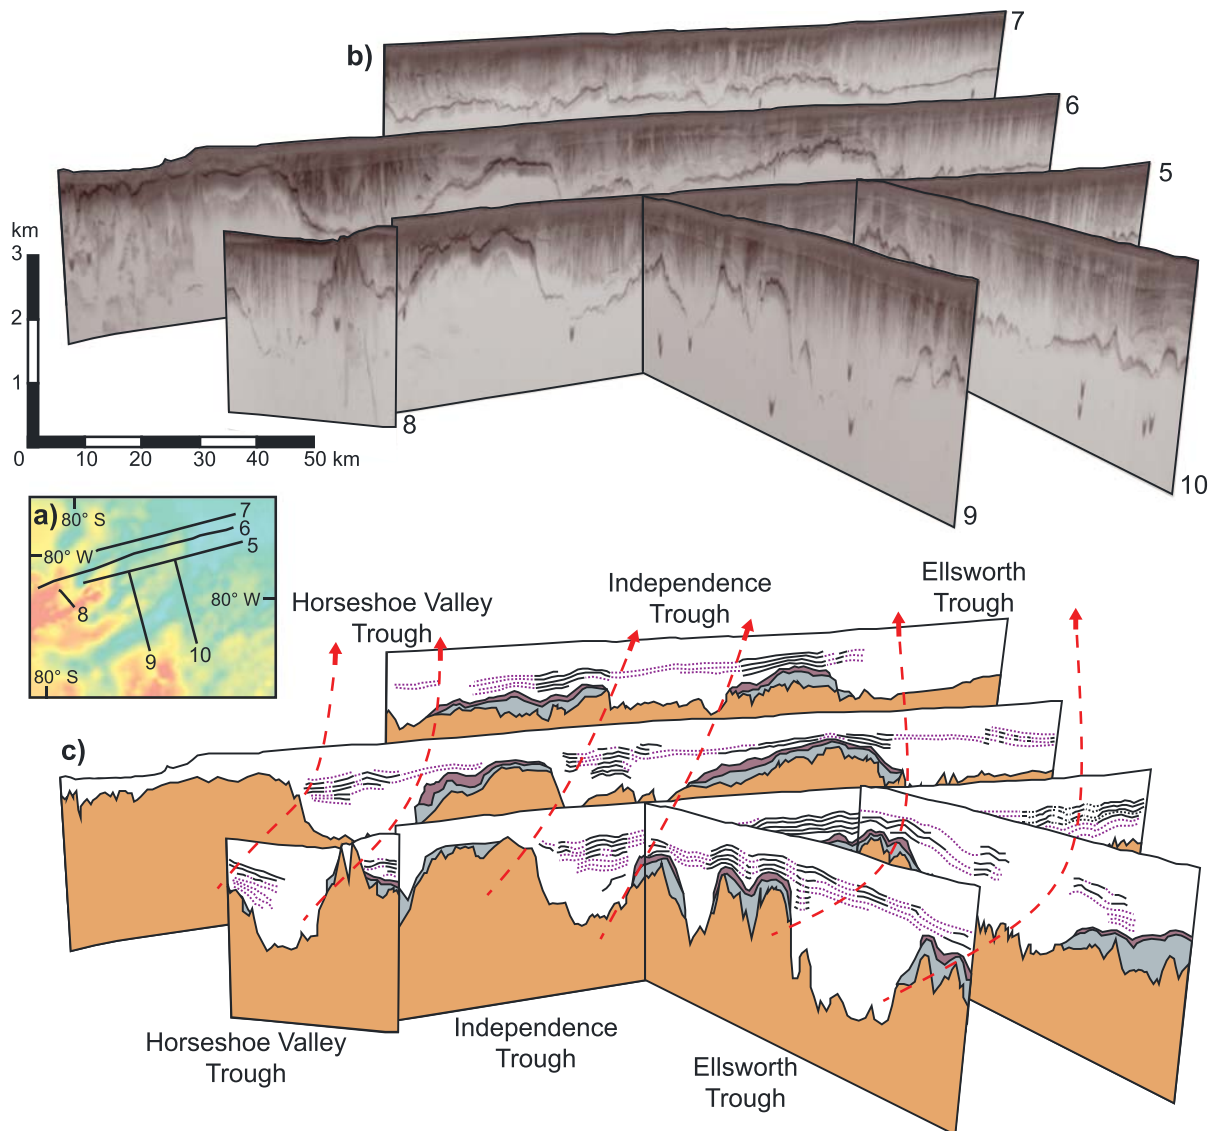 b)
7
6
5
km
3
2
1
0
10
20
30
40
50 km
8
9
10
a)
80° S
80° W
7
6
5
80° W
8
9
10
80° S
Horseshoe Valley
Trough
Independence
Trough
Ellsworth
Trough
c)
Horseshoe Valley
Trough
Independence
Trough
Ellsworth
Trough